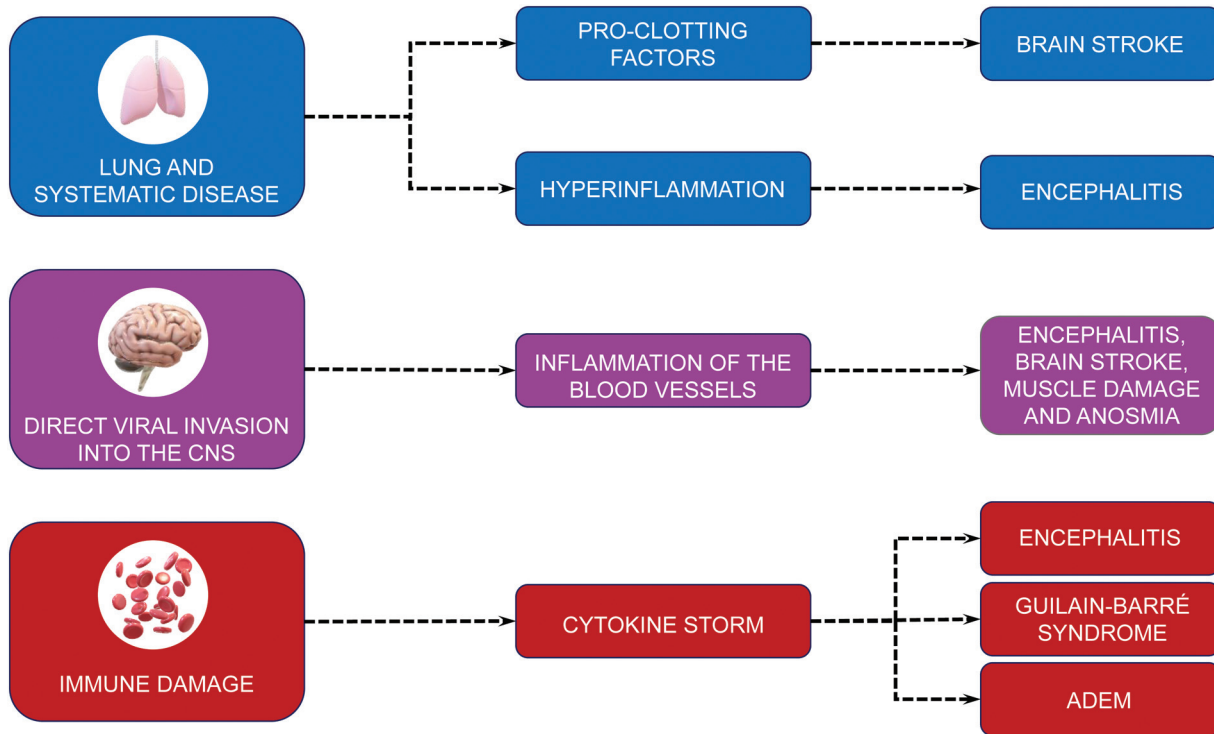 LUNG AND
SYSTEMATIC DISEASE
PRO-CLOTTING
FACTORS
BRAIN STROKE
HYPERINFLAMMATION
ENCEPHALITIS
DIRECT VIRAL INVASION
INTO THE CNS
INFLAMMATION OF THE
BLOOD VESSELS
ENCEPHALITIS,
BRAIN STROKE,
MUSCLE DAMAGE
AND ANOSMIA
IMMUNE DAMAGE
CYTOKINE STORM
ENCEPHALITIS
GUILAIN-BARRÉ
SYNDROME
ADEM